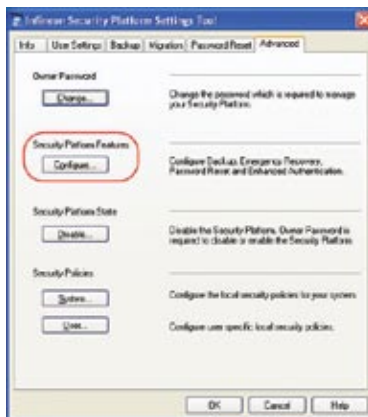 Infineon Security Platform Settings Tool
Info User Settings Backup Migration Password Reset Advanced
Owner Password
Change...
Change the password which is required to manage
your Security Platform.
Security Platform Features
Configure...
Configure Backup, Emergency Recovery,
Password Reset and Enhanced Authentication.
Security Platform State
Disable...
Disable the Security Platform. Owner Password is
required to disable or enable the Security Platform.
Security Policies
System...
Configure the local security policies for your system.
User...
Configure user specific local security policies.
OK Cancel Help